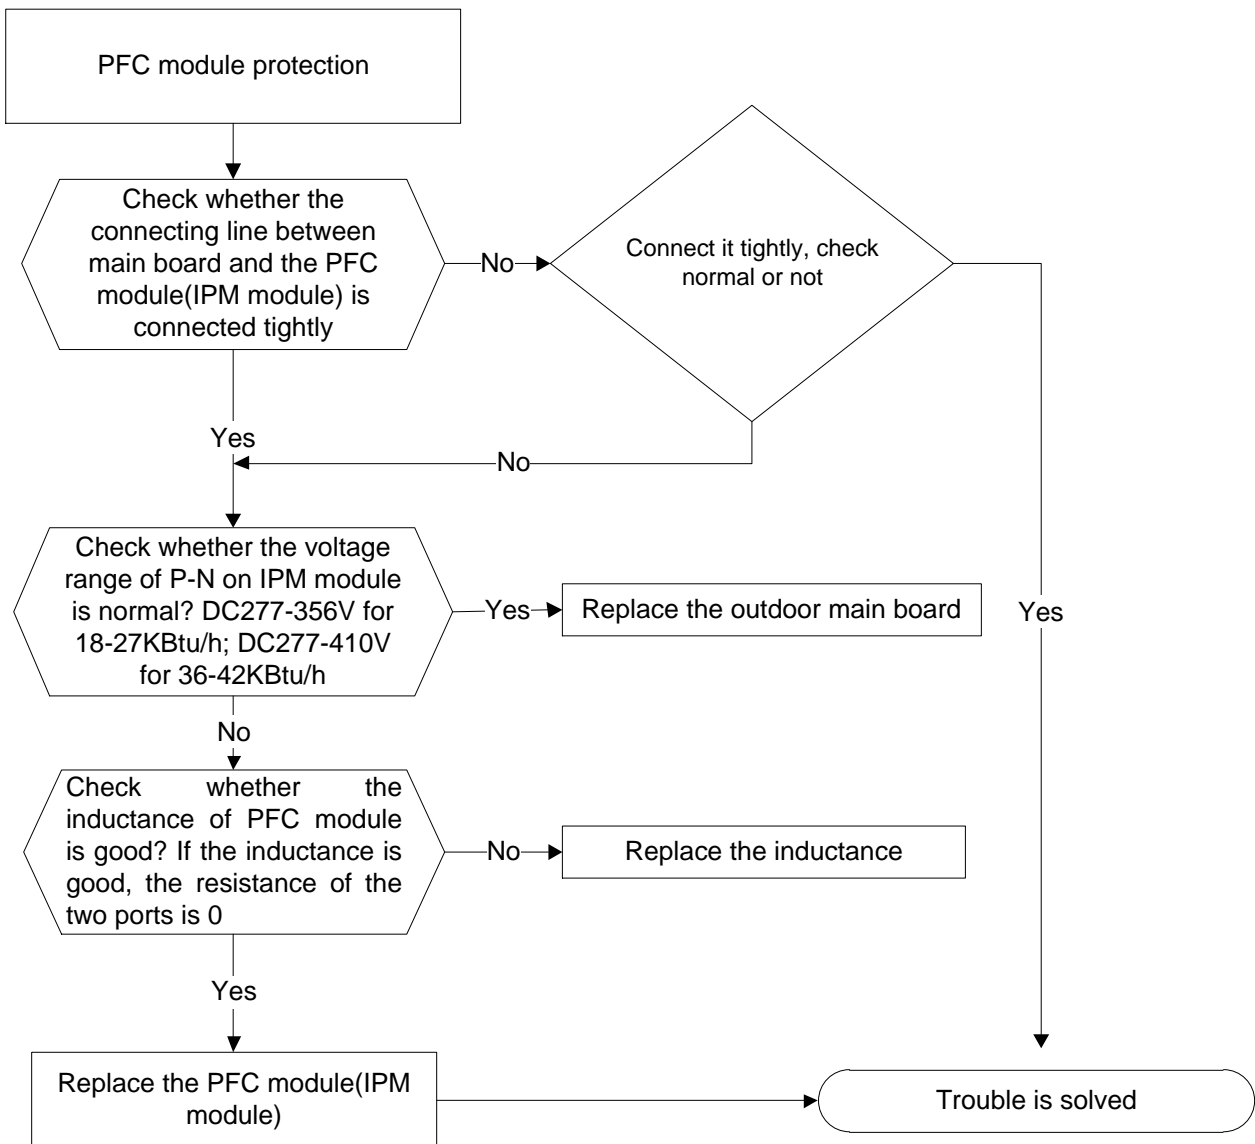 PFC module protection
Check whether the
connecting line between
main board and the PFC
module(IPM module) is
connected tightly
No
Connect it tightly, check
normal or not
Yes
No
Check whether the voltage
range of P-N on IPM module
is normal? DC277-356V for
18-27KBtu/h; DC277-410V
for 36-42KBtu/h
Yes
Replace the outdoor main board
Yes
No
Check whether the
inductance of PFC module
is good? If the inductance is
good, the resistance of the
two ports is 0
No
Replace the inductance
Yes
Replace the PFC module(IPM
module)
Trouble is solved